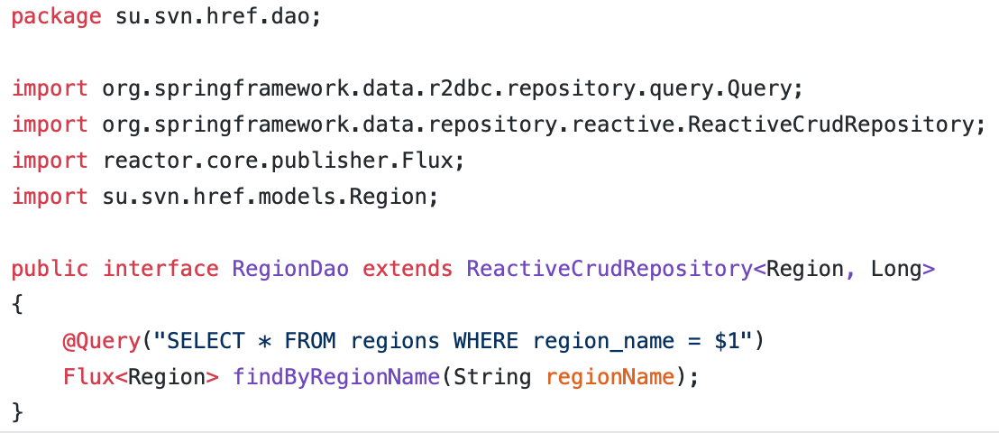 package su.svn.href.dao;
import org.springframework.data.r2dbc.repository.query.Query;
import org.springframework.data.repository.reactive.ReactiveCrudRepository;
import reactor.core.publisher.Flux;
import su.svn.href.models.Region;
public interface RegionDao extends ReactiveCrudRepository<Region, Long>
{
    @Query("SELECT * FROM regions WHERE region_name = $1")
    Flux<Region> findByRegionName(String regionName);
}